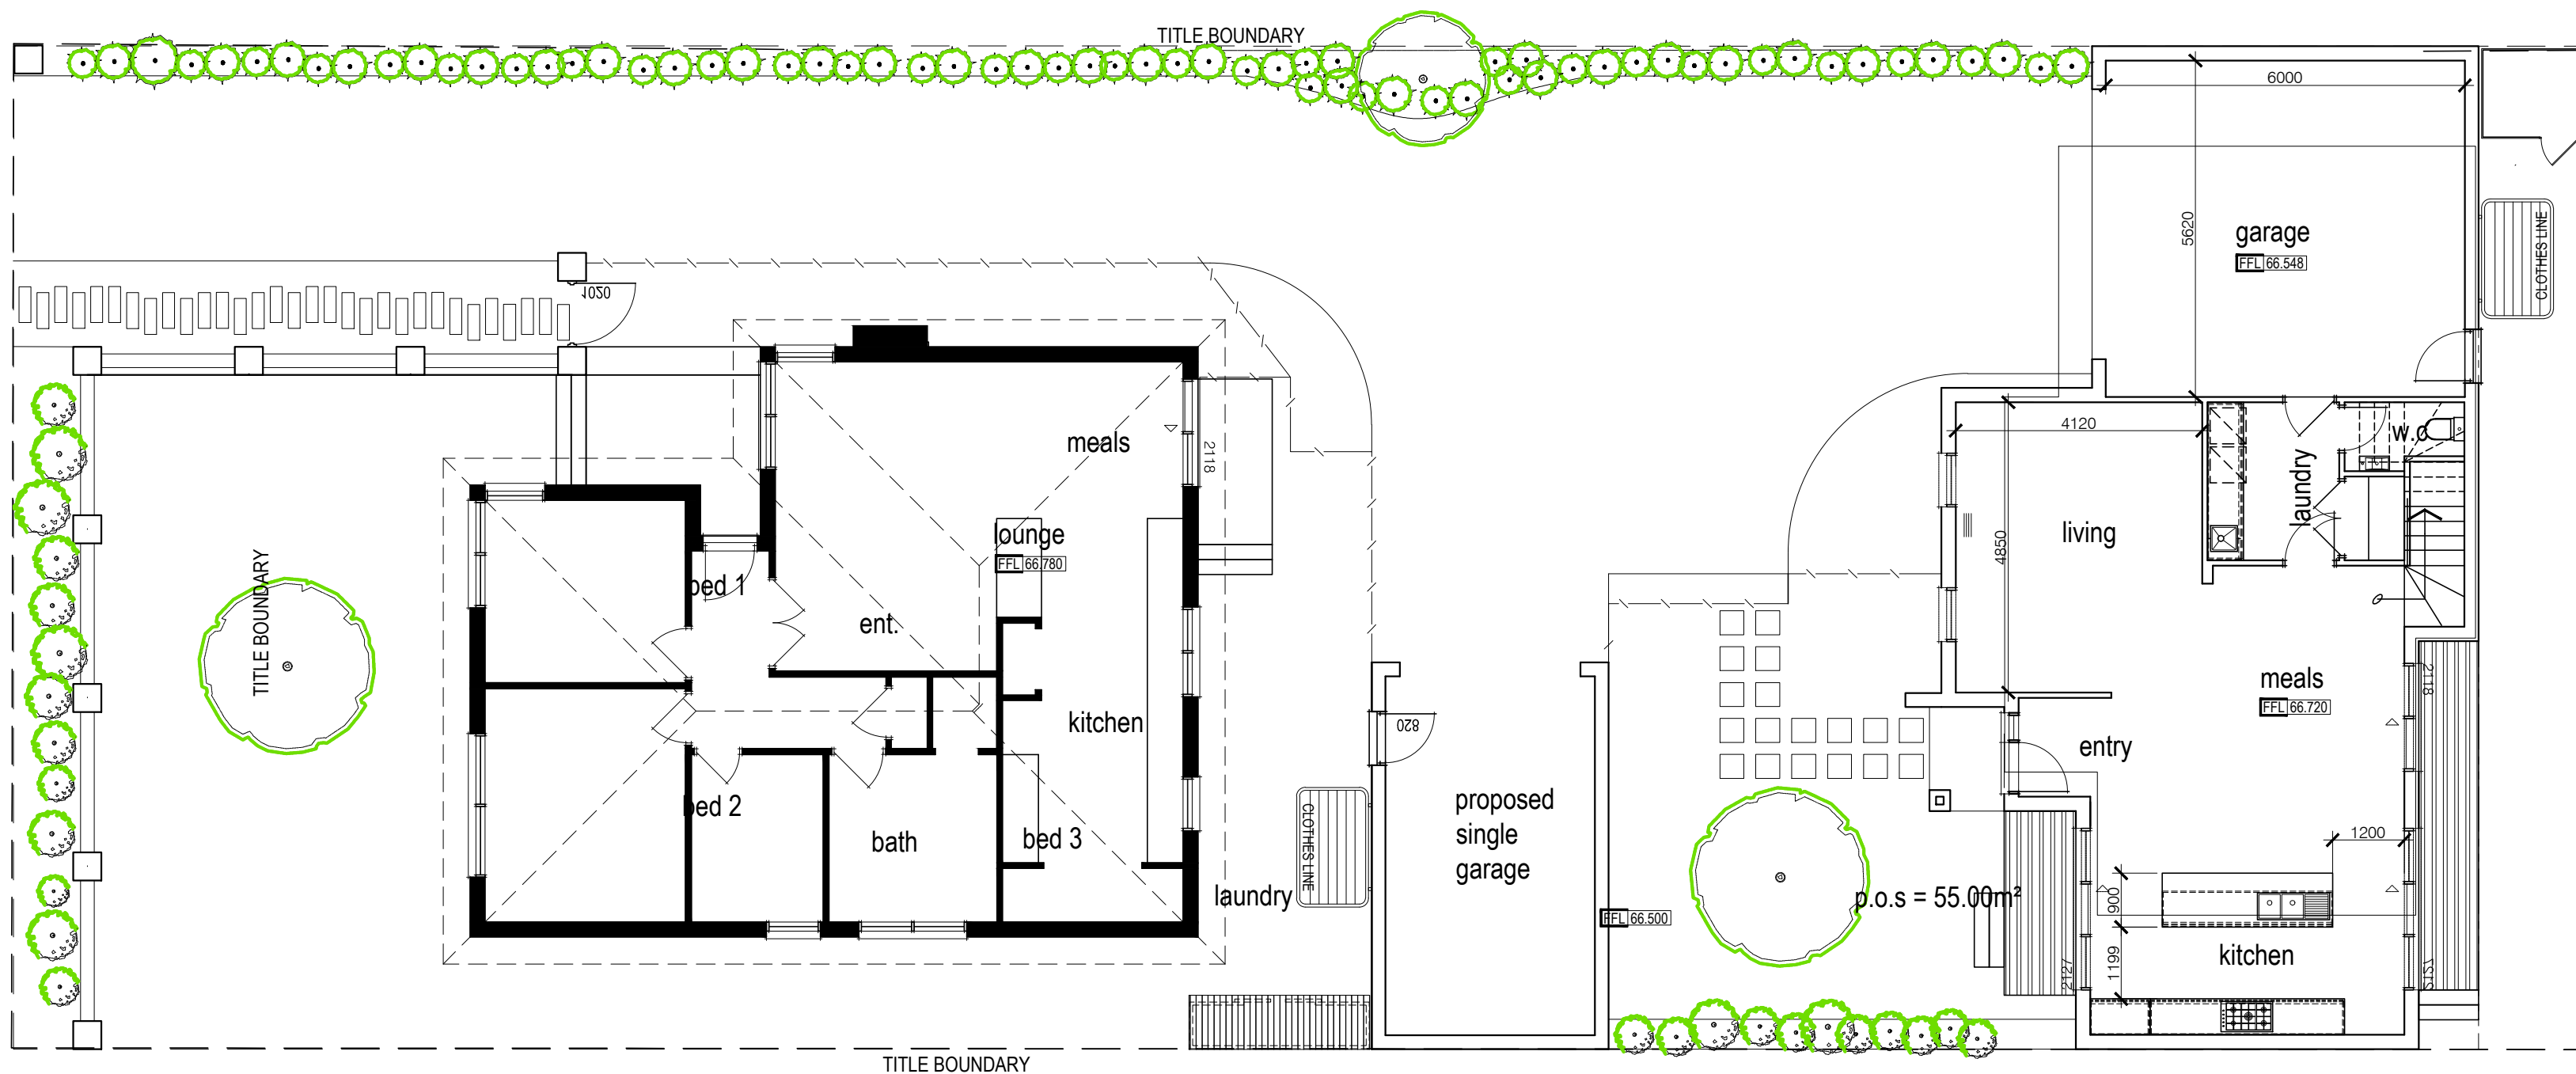 TITLE BOUNDARY
6000
5620
garage
FFL 66.548
CLOTHES LINE
1020
meals
2118
4120
w.c
laundry
lounge
FFL 66.780
living
4850
TITLE BOUNDARY
bed 1
ent.
meals
FFL 66.720
2118
kitchen
820
entry
bed 2
bath
bed 3
proposed
single
garage
CLOTHES LINE
1200
laundry
p.o.s = 55.00m²
FFL 66.500
900
1199
kitchen
2127
2127
TITLE BOUNDARY